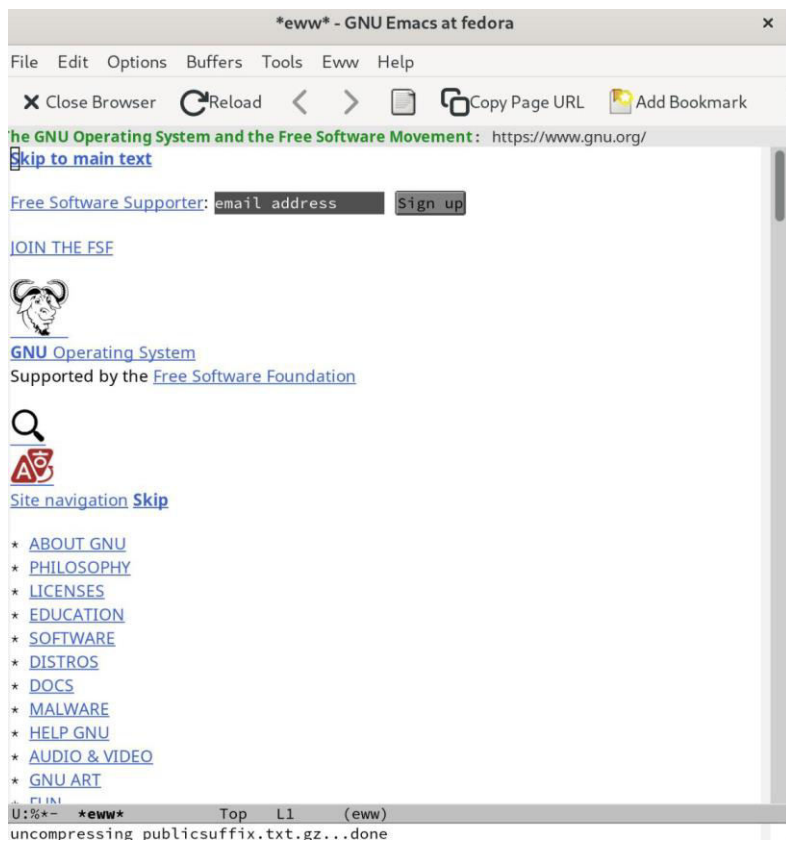 *eww* - GNU Emacs at fedora ×
File Edit Options Buffers Tools Eww Help
Close Browser Reload Copy Page URL Add Bookmark
The GNU Operating System and the Free Software Movement: https://www.gnu.org/
Skip to main text
Free Software Supporter: email address Sign up
JOIN THE FSF
GNU Operating System
Supported by the Free Software Foundation
Site navigation Skip
* ABOUT GNU
* PHILOSOPHY
* LICENSES
* EDUCATION
* SOFTWARE
* DISTROS
* DOCS
* MALWARE
* HELP GNU
* AUDIO & VIDEO
* GNU ART
* FUN
U:%*- *eww* Top L1 (eww)
uncompressing publicsuffix.txt.gz...done